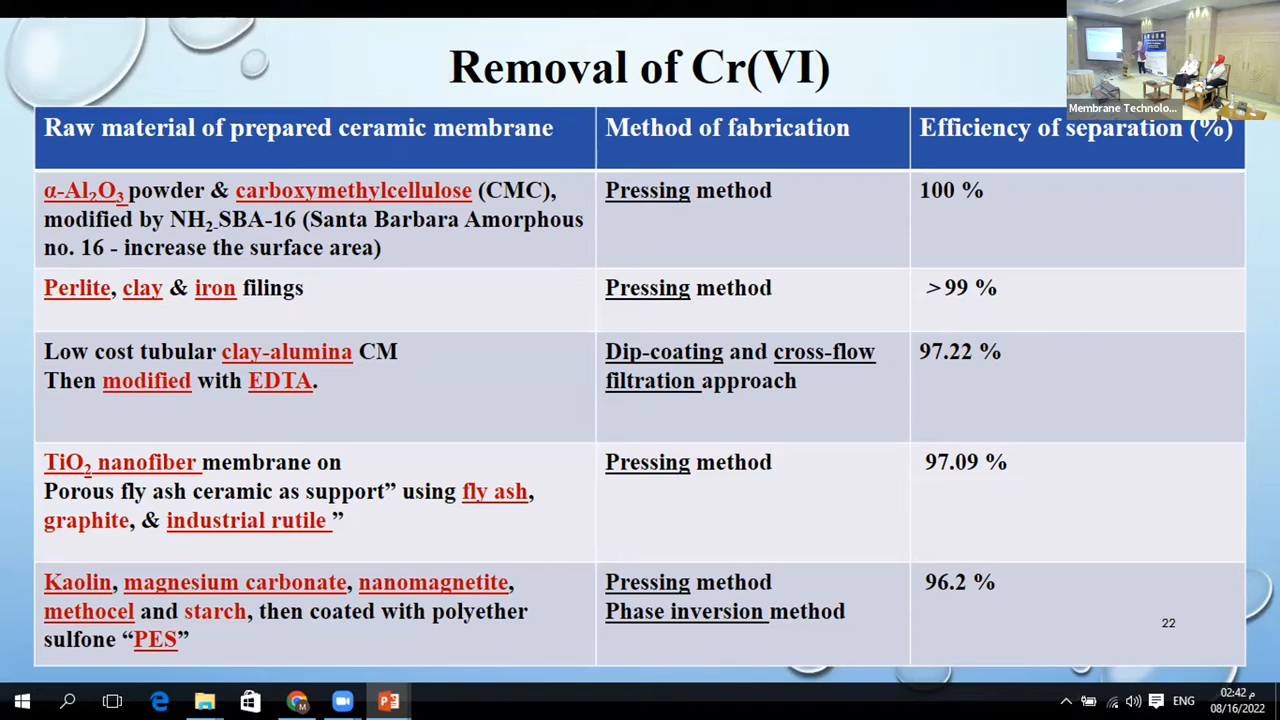 Removal of Cr(VI)
Membrane Technolo...
Raw material of prepared ceramic membrane
Method of fabrication
Efficiency of separation (%)
α-Al2O3 powder & carboxymethylcellulose (CMC),
modified by NH2-SBA-16 (Santa Barbara Amorphous
no. 16 - increase the surface area)
Pressing method
100 %
Perlite, clay & iron filings
Pressing method
>99 %
Low cost tubular clay-alumina CM
Then modified with EDTA.
Dip-coating and cross-flow
filtration approach
97.22 %
TiO2 nanofiber membrane on
Porous fly ash ceramic as support” using fly ash,
graphite, & industrial rutile ”
Pressing method
97.09 %
Kaolin, magnesium carbonate, nanomagnetite,
methocel and starch, then coated with polyether
sulfone “PES”
Pressing method
Phase inversion method
96.2 %
22
ENG
02:42 م
08/16/2022